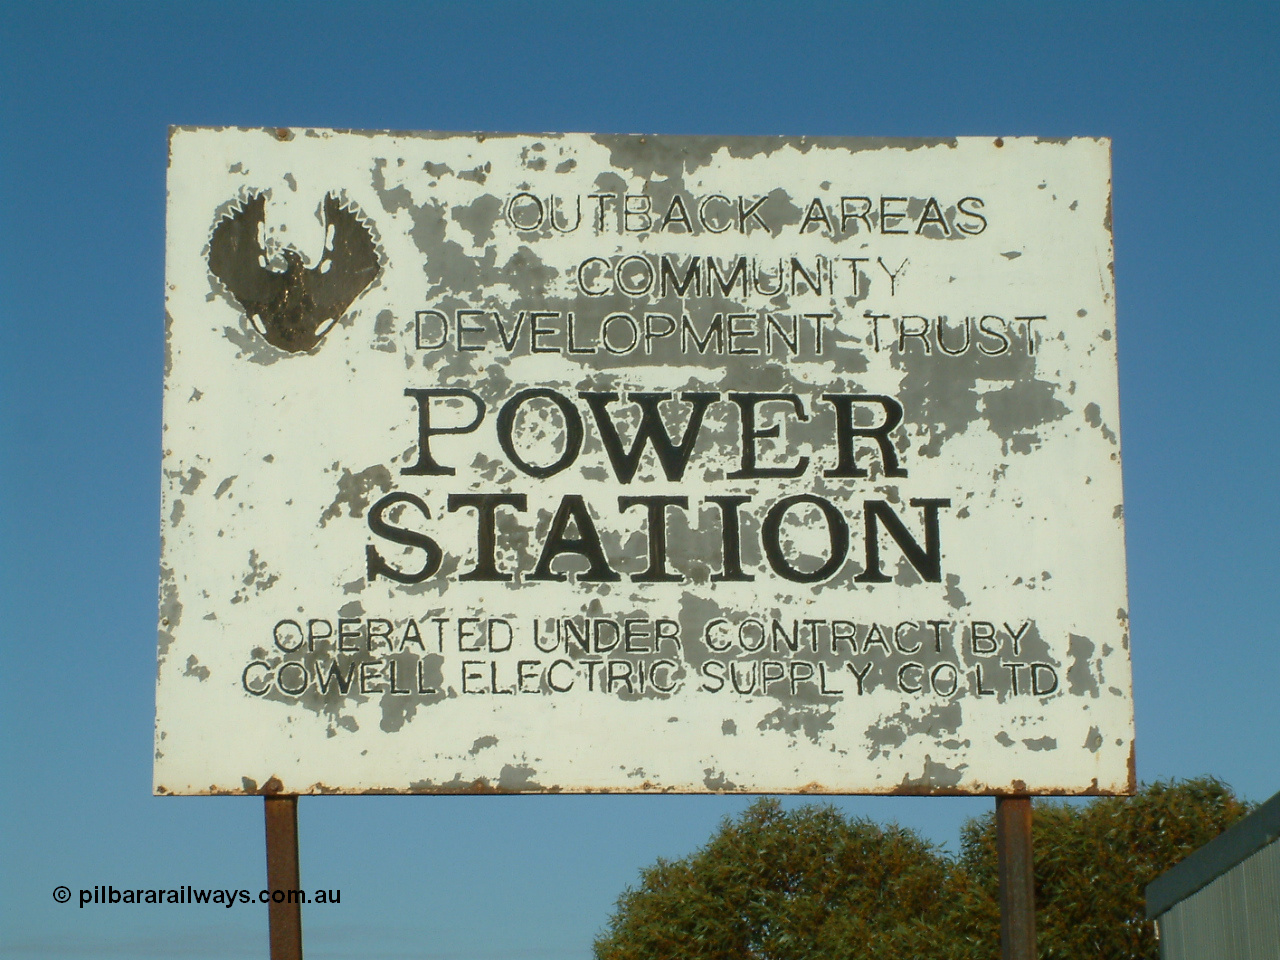 OUTBACK AREAS
COMMUNITY
DEVELOPMENT TRUST
POWER
STATION
OPERATED UNDER CONTRACT BY
COWELL ELECTRIC SUPPLY CO LTD
© pilbararailways.com.au